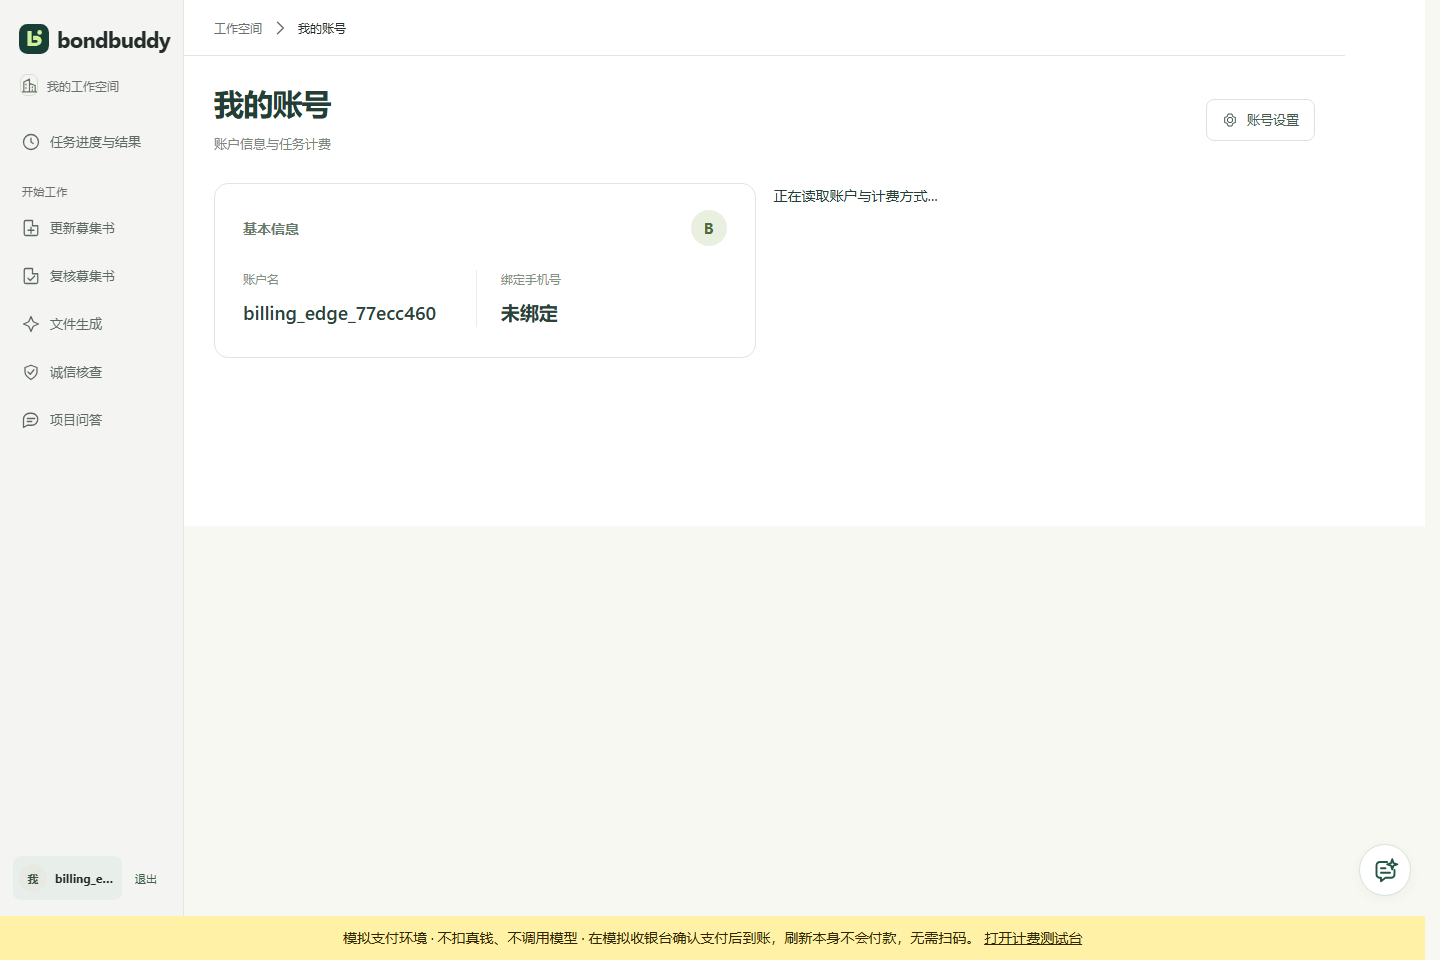 bondbuddy
我的工作空间
任务进度与结果
开始工作
更新募集书
复核募集书
文件生成
诚信核查
项目问答
我
billing_e...
退出
工作空间
我的账号
我的账号
账户信息与任务计费
账号设置
基本信息
B
账户名
billing_edge_77ecc460
绑定手机号
未绑定
正在读取账户与计费方式...
模拟支付环境 · 不扣真钱、不调用模型 · 在模拟收银台确认支付后到账，刷新本身不会付款，无需扫码。 打开计费测试台